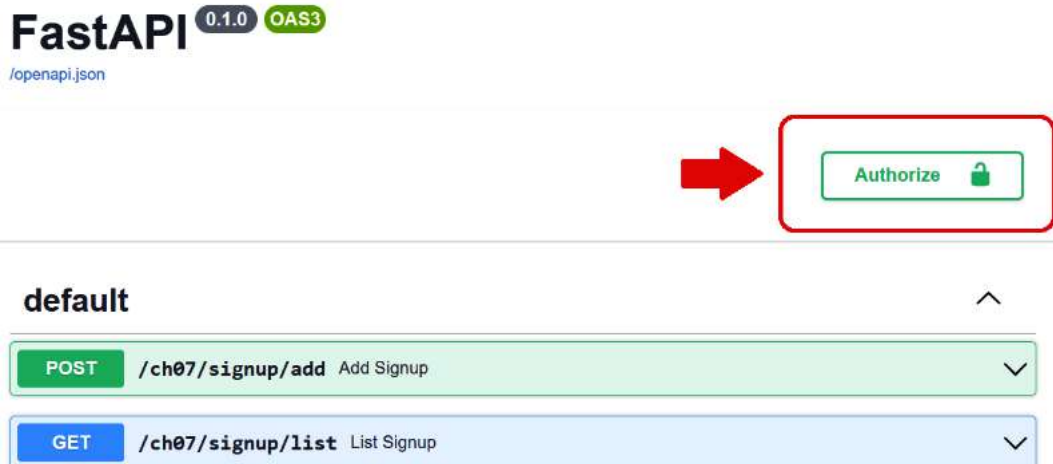 FastAPI 0.1.0 OAS3
/openapi.json
Authorize
default
POST /ch07/signup/add Add Signup
GET /ch07/signup/list List Signup